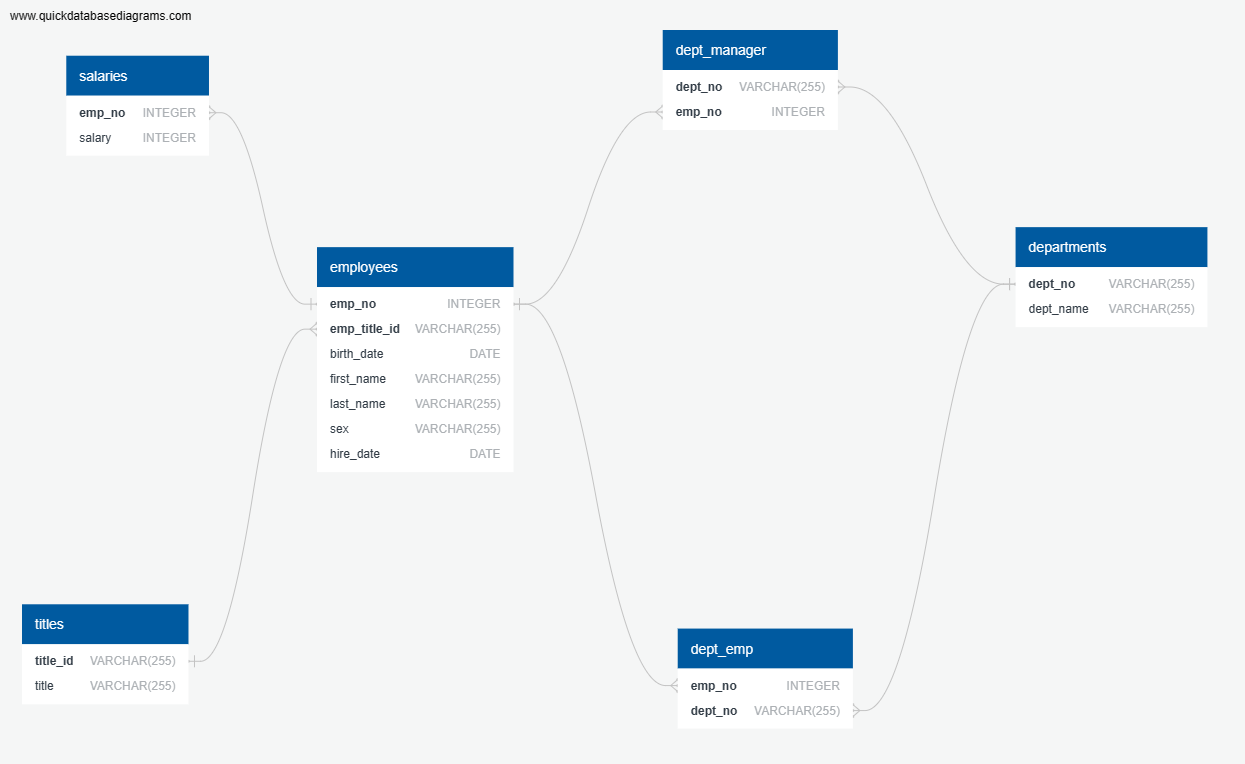 www.quickdatabasediagrams.com
salaries
emp_no INTEGER
salary INTEGER
dept_manager
dept_no VARCHAR(255)
emp_no INTEGER
employees
emp_no INTEGER
emp_title_id VARCHAR(255)
birth_date DATE
first_name VARCHAR(255)
last_name VARCHAR(255)
sex VARCHAR(255)
hire_date DATE
departments
dept_no VARCHAR(255)
dept_name VARCHAR(255)
titles
title_id VARCHAR(255)
title VARCHAR(255)
dept_emp
emp_no INTEGER
dept_no VARCHAR(255)